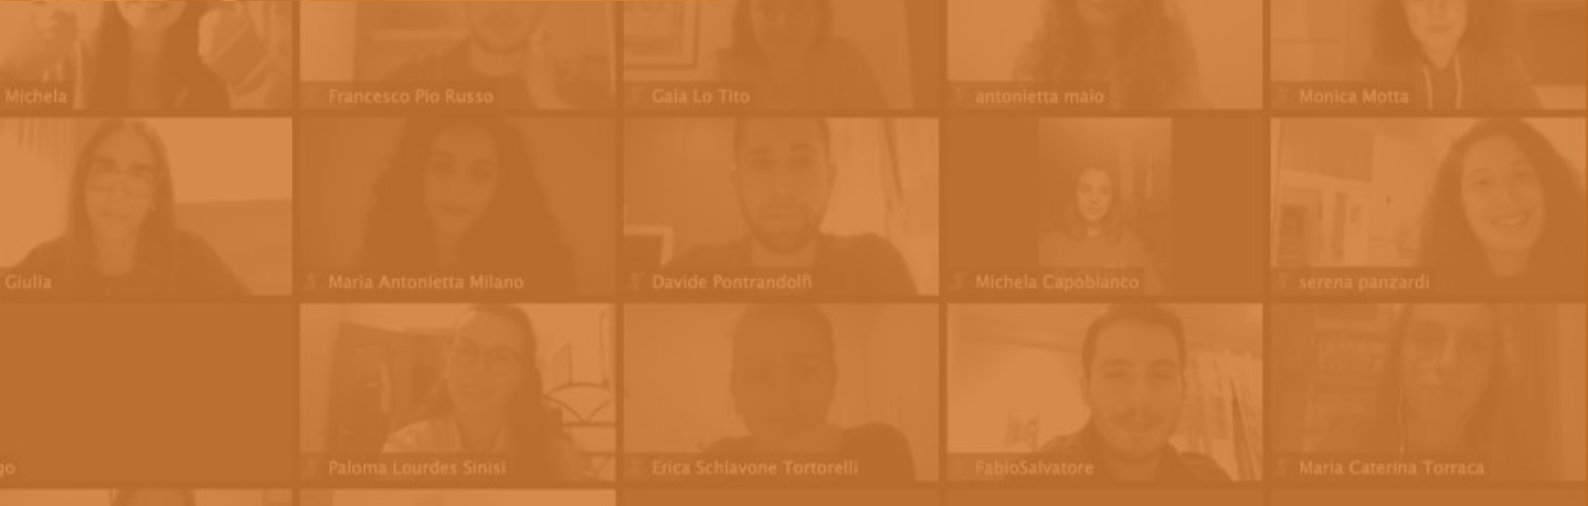 Michela
Francesco Pio Russo
Gaia Lo Tito
antonietta maio
Monica Motta
Giulia
Maria Antonietta Milano
Davide Pontrandolfi
Michela Capobianco
serena panzardi
go
Paloma Lourdes Sinisi
Erica Schiavone Tortorelli
FabioSalvatore
Maria Caterina Torraca